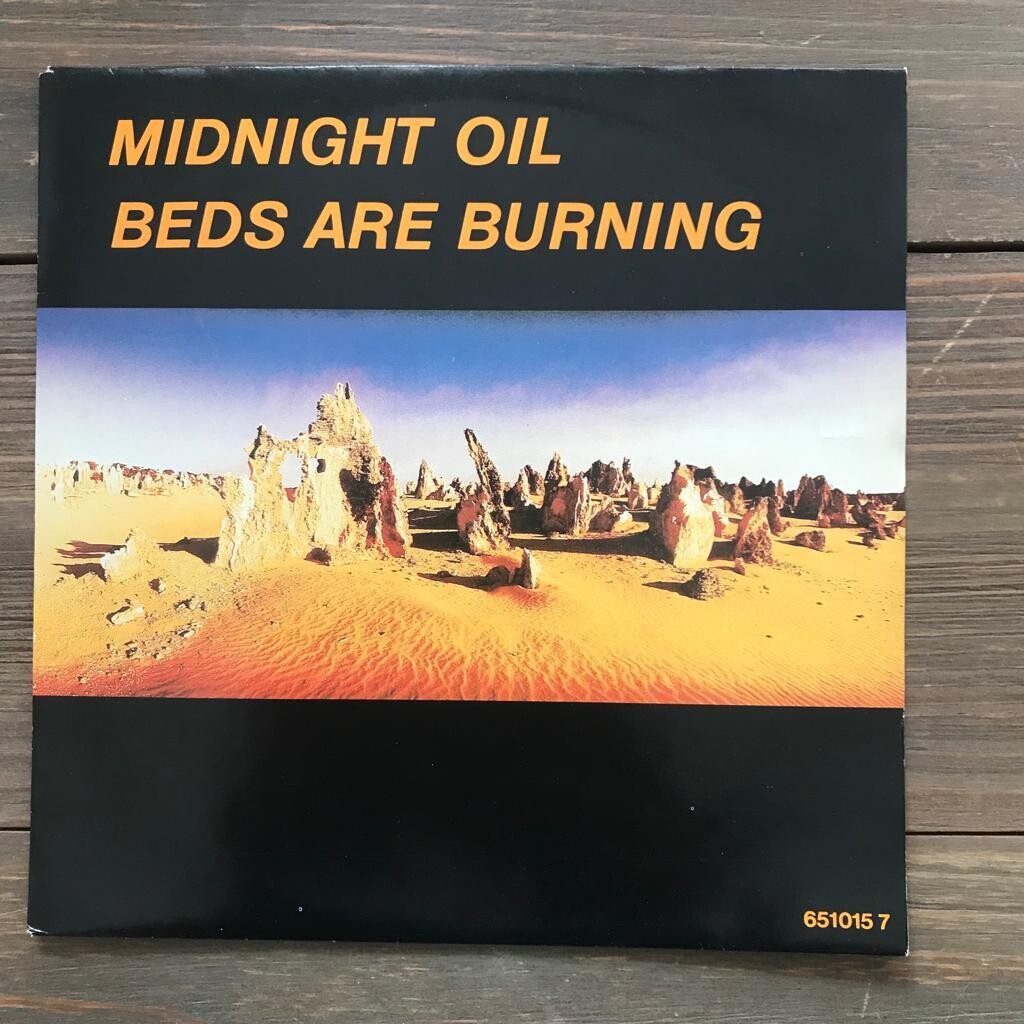 MIDNIGHT OIL
BEDS ARE BURNING
651015 7